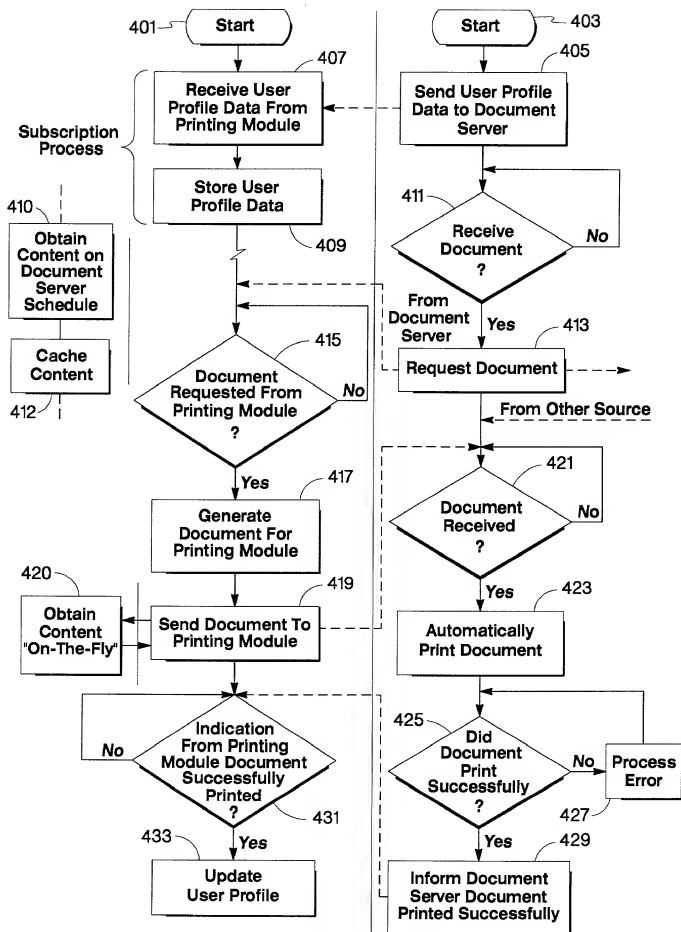 401
Start
403
Start
407
405
Receive User
Profile Data From
Printing Module
Send User Profile
Data to Document
Server
Subscription
Process
Store User
Profile Data
409
410
Obtain
Content on
Document
Server
Schedule
Cache
Content
412
411
Receive
Document
?
No
Yes
From
Document
Server
413
Request Document
From Other Source
415
Document
Requested From
Printing Module
?
No
Yes
417
Generate
Document For
Printing Module
419
Send Document To
Printing Module
420
Obtain
Content
"On-The-Fly"
421
Document
Received
?
No
Yes
423
Automatically
Print Document
425
Did
Document
Print
Successfully
?
No
Process
Error
427
Yes
429
Inform Document
Server Document
Printed Successfully
Indication
From Printing
Module Document
Successfully
Printed
?
No
431
Yes
433
Update
User Profile